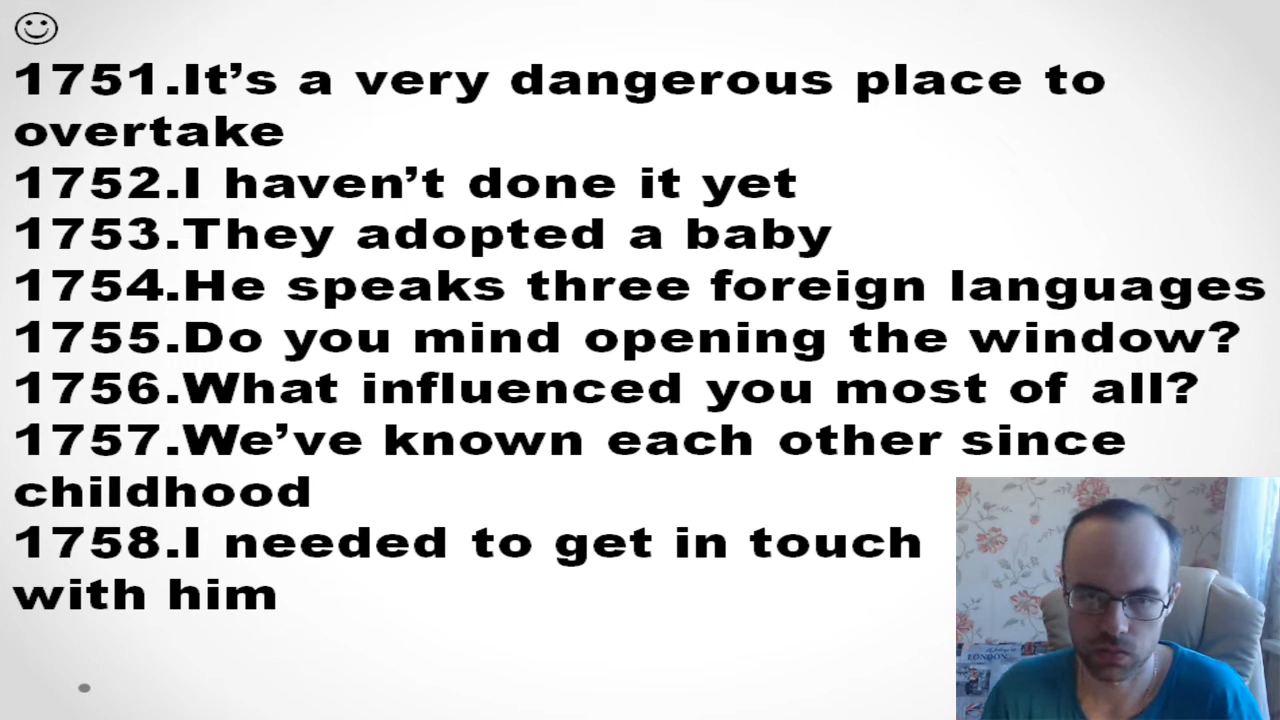 1751.It’s a very dangerous place to
overtake
1752.I haven’t done it yet
1753.They adopted a baby
1754.He speaks three foreign languages
1755.Do you mind opening the window?
1756.What influenced you most of all?
1757.We’ve known each other since
childhood
1758.I needed to get in touch
with him
LONDON